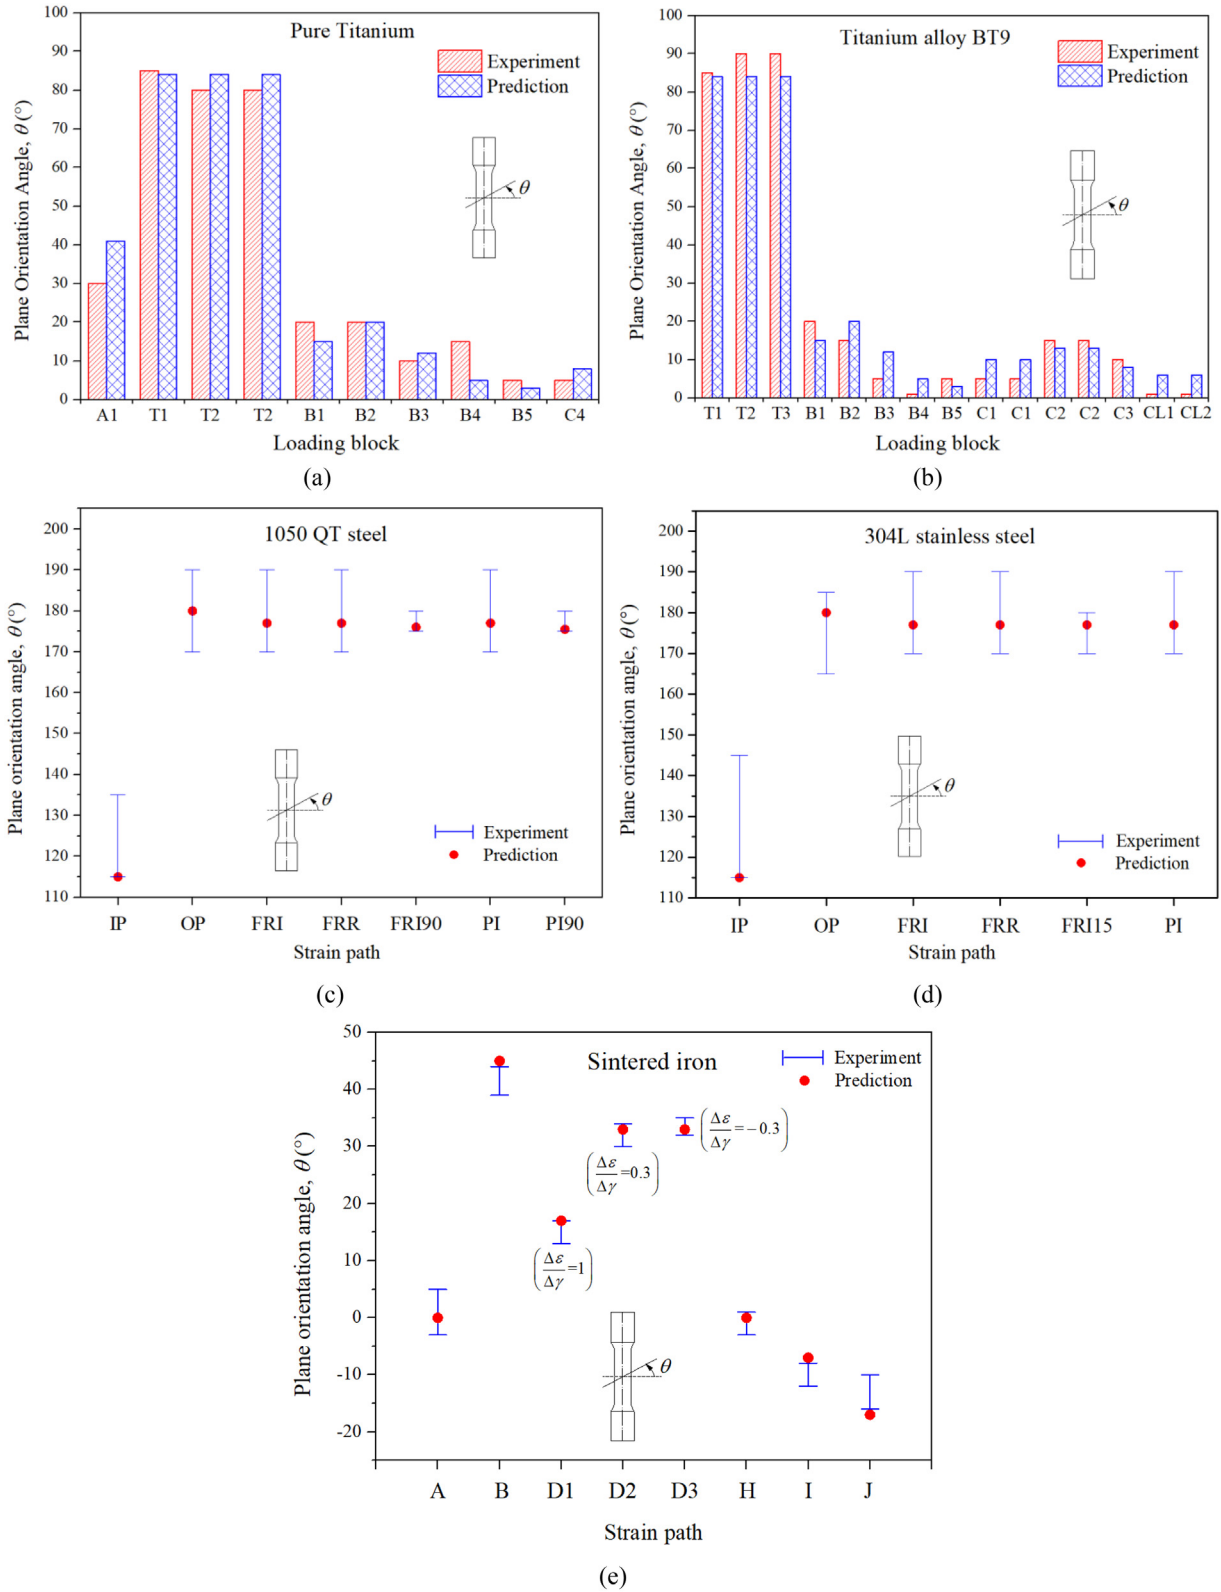 Pure Titanium
Experiment
Prediction
100
90
80
70
60
50
40
30
20
10
0
Plane Orientation Angle, θ(°)
θ
A1 T1 T2 T2 B1 B2 B3 B4 B5 C4
Loading block
(a)
Titanium alloy BT9
Experiment
Prediction
100
90
80
70
60
50
40
30
20
10
0
Plane Orientation Angle, θ(°)
θ
T1 T2 T3 B1 B2 B3 B4 B5 C1 C1 C2 C2 C3 CL1 CL2
Loading block
(b)
1050 QT steel
200
190
180
170
160
150
140
130
120
110
Plane orientation angle, θ(°)
θ
Experiment
Prediction
IP OP FRI FRR FRI90 PI PI90
Strain path
(c)
304L stainless steel
200
190
180
170
160
150
140
130
120
110
Plane orientation angle, θ(°)
θ
Experiment
Prediction
IP OP FRI FRR FRI15 PI
Strain path
(d)
Sintered iron
Experiment
Prediction
50
40
30
20
10
0
-10
-20
Plane orientation angle, θ(°)
(Δε/Δγ=-0.3)
(Δε/Δγ=0.3)
(Δε/Δγ=1)
θ
A B D1 D2 D3 H I J
Strain path
(e)